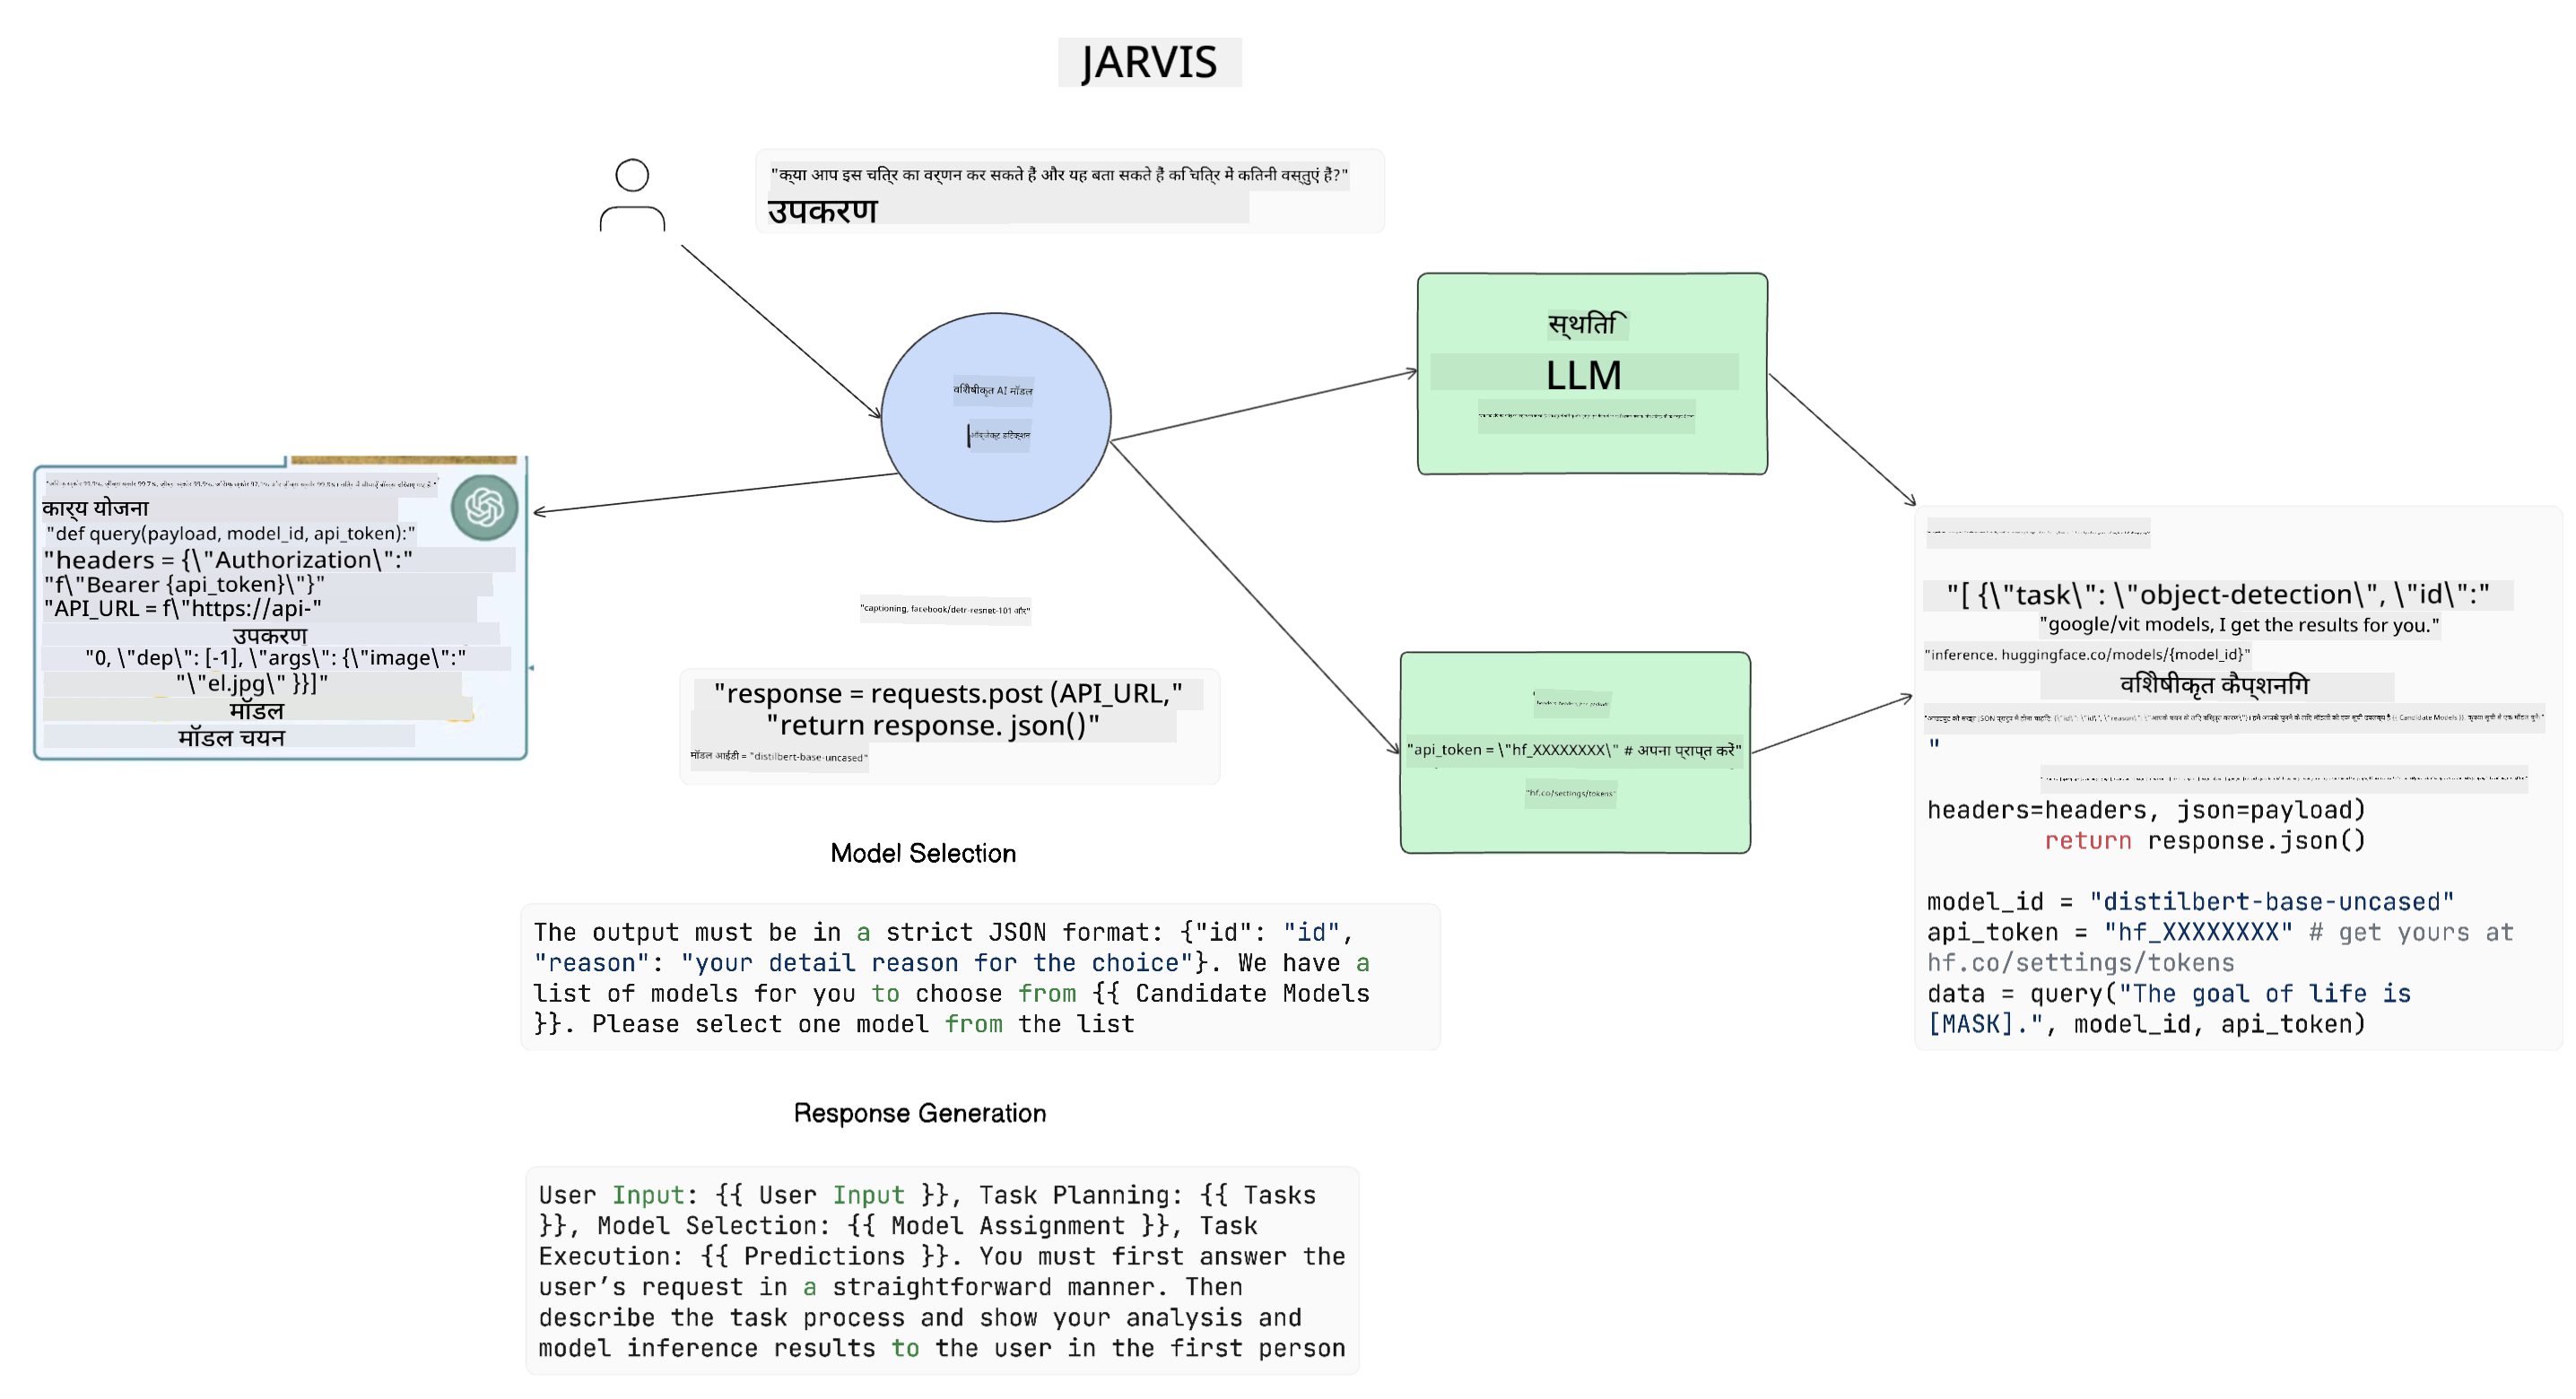 JARVIS
"क्या आप इस चित्र का वर्णन कर सकते हैं और यह बता सकते हैं कि चित्र में कितनी वस्तुएं हैं?"
उपकरण
स्थिति
LLM
विशेषीकृत AI मॉडल
ऑब्जेक्ट डिटेक्शन
कार्य योजना
"def query(payload, model_id, api_token):"
"headers = {\"Authorization\":"
"f\"Bearer {api_token}\"}"
"API_URL = f\"https://api-"
उपकरण
"0, \"dep\": [-1], \"args\": {\"image\":"
"\"el.jpg\" }}]"
मॉडल
मॉडल चयन
"captioning, facebook/detr-resnet-101 और"
"response = requests.post (API_URL,"
"return response. json()"
मॉडल आईडी = "distilbert-base-uncased"
"headers=headers, json=payload)"
"api_token = \"hf_XXXXXXXX\" # अपना प्राप्त करें"
"hf.co/settings/tokens"
"[ {\"task\": \"object-detection\", \"id\":"
"google/vit models, I get the results for you."
"inference. huggingface.co/models/{model_id}"
विशेषीकृत कैप्शनिंग
"
headers=headers, json=payload)
return response.json()
model_id = "distilbert-base-uncased"
api_token = "hf_XXXXXXXX" # get yours at
hf.co/settings/tokens
data = query("The goal of life is
[MASK].", model_id, api_token)
Model Selection
The output must be in a strict JSON format: {"id": "id",
"reason": "your detail reason for the choice"}. We have a
list of models for you to choose from {{ Candidate Models
}}. Please select one model from the list
Response Generation
User Input: {{ User Input }}, Task Planning: {{ Tasks
}}, Model Selection: {{ Model Assignment }}, Task
Execution: {{ Predictions }}. You must first answer the
user’s request in a straightforward manner. Then
describe the task process and show your analysis and
model inference results to the user in the first person